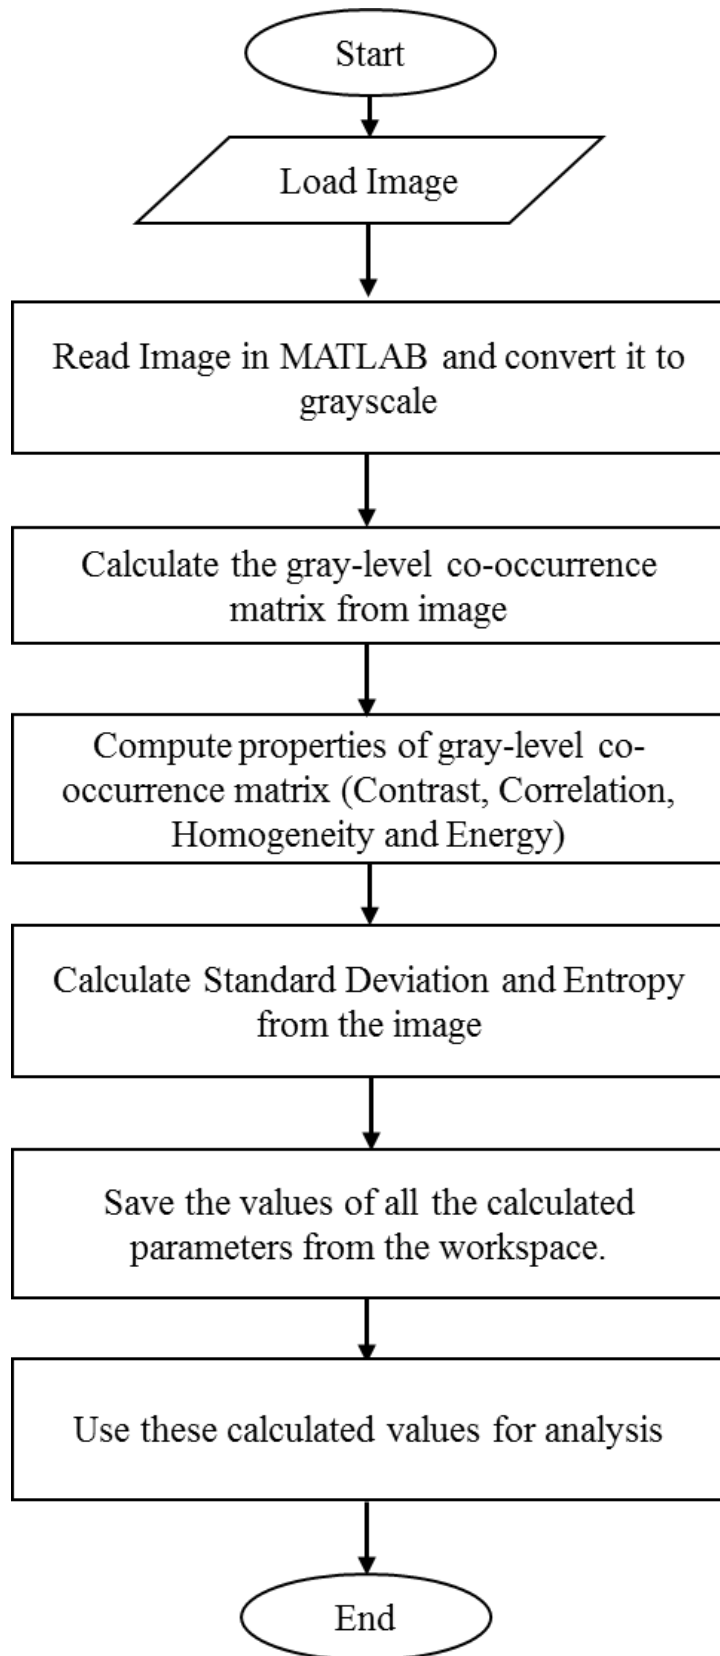 Start
Load Image
Read Image in MATLAB and convert it to
grayscale
Calculate the gray-level co-occurrence
matrix from image
Compute properties of gray-level co-
occurrence matrix (Contrast, Correlation,
Homogeneity and Energy)
Calculate Standard Deviation and Entropy
from the image
Save the values of all the calculated
parameters from the workspace.
Use these calculated values for analysis
End